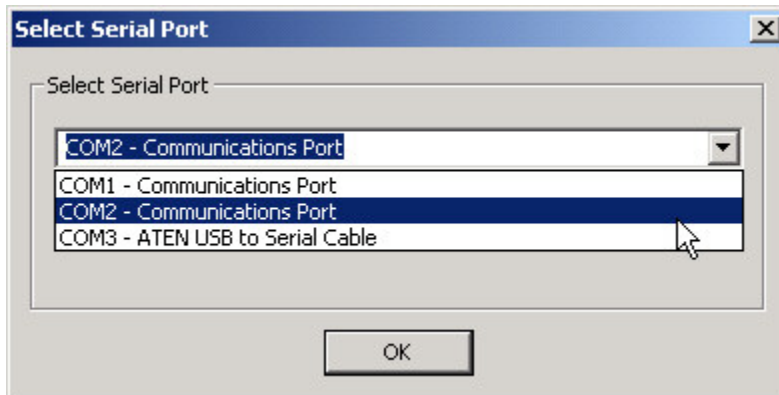 Select Serial Port
Select Serial Port
COM2 - Communications Port
COM1 - Communications Port
COM2 - Communications Port
COM3 - ATEN USB to Serial Cable
OK